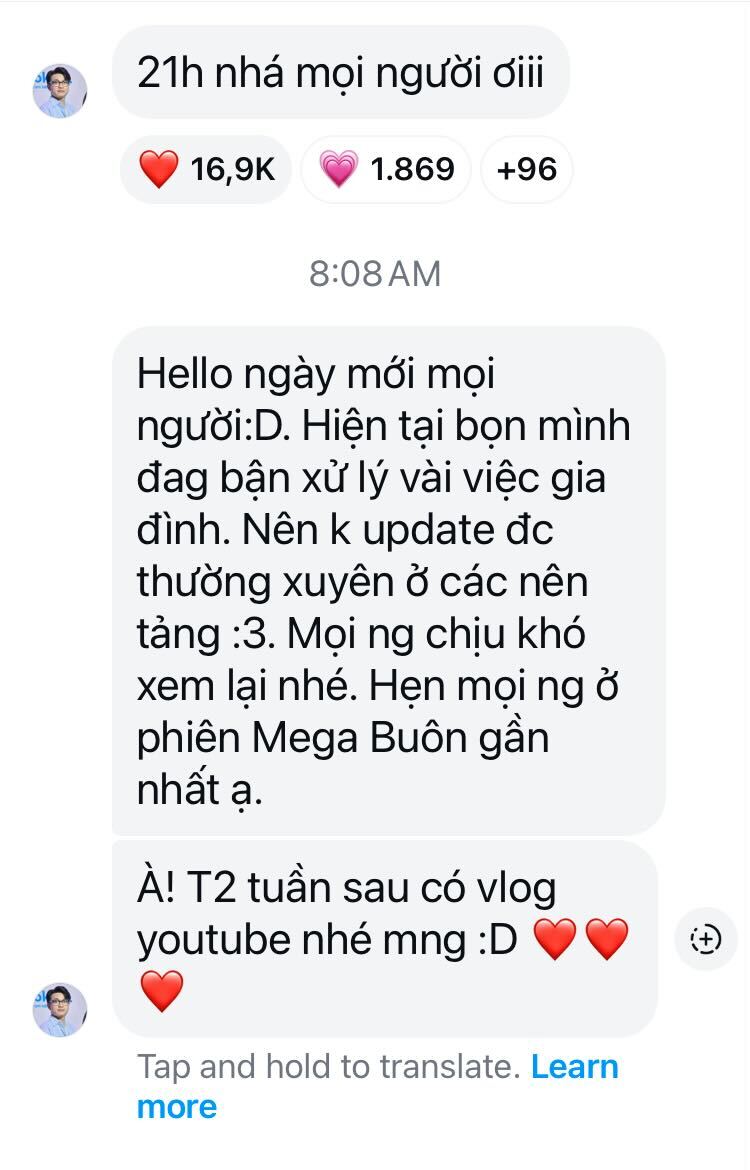 21h nhá mọi người ơiii
❤️ 16,9K 💗 1.869 +96
8:08 AM
Hello ngày mới mọi
người:D. Hiện tại bọn mình
đag bận xử lý vài việc gia
đình. Nên k update đc
thường xuyên ở các nên
tảng :3. Mọi ng chịu khó
xem lại nhé. Hẹn mọi ng ở
phiên Mega Buôn gần
nhất ạ.
À! T2 tuần sau có vlog
youtube nhé mng :D ❤️❤️
❤️
Tap and hold to translate. Learn
more